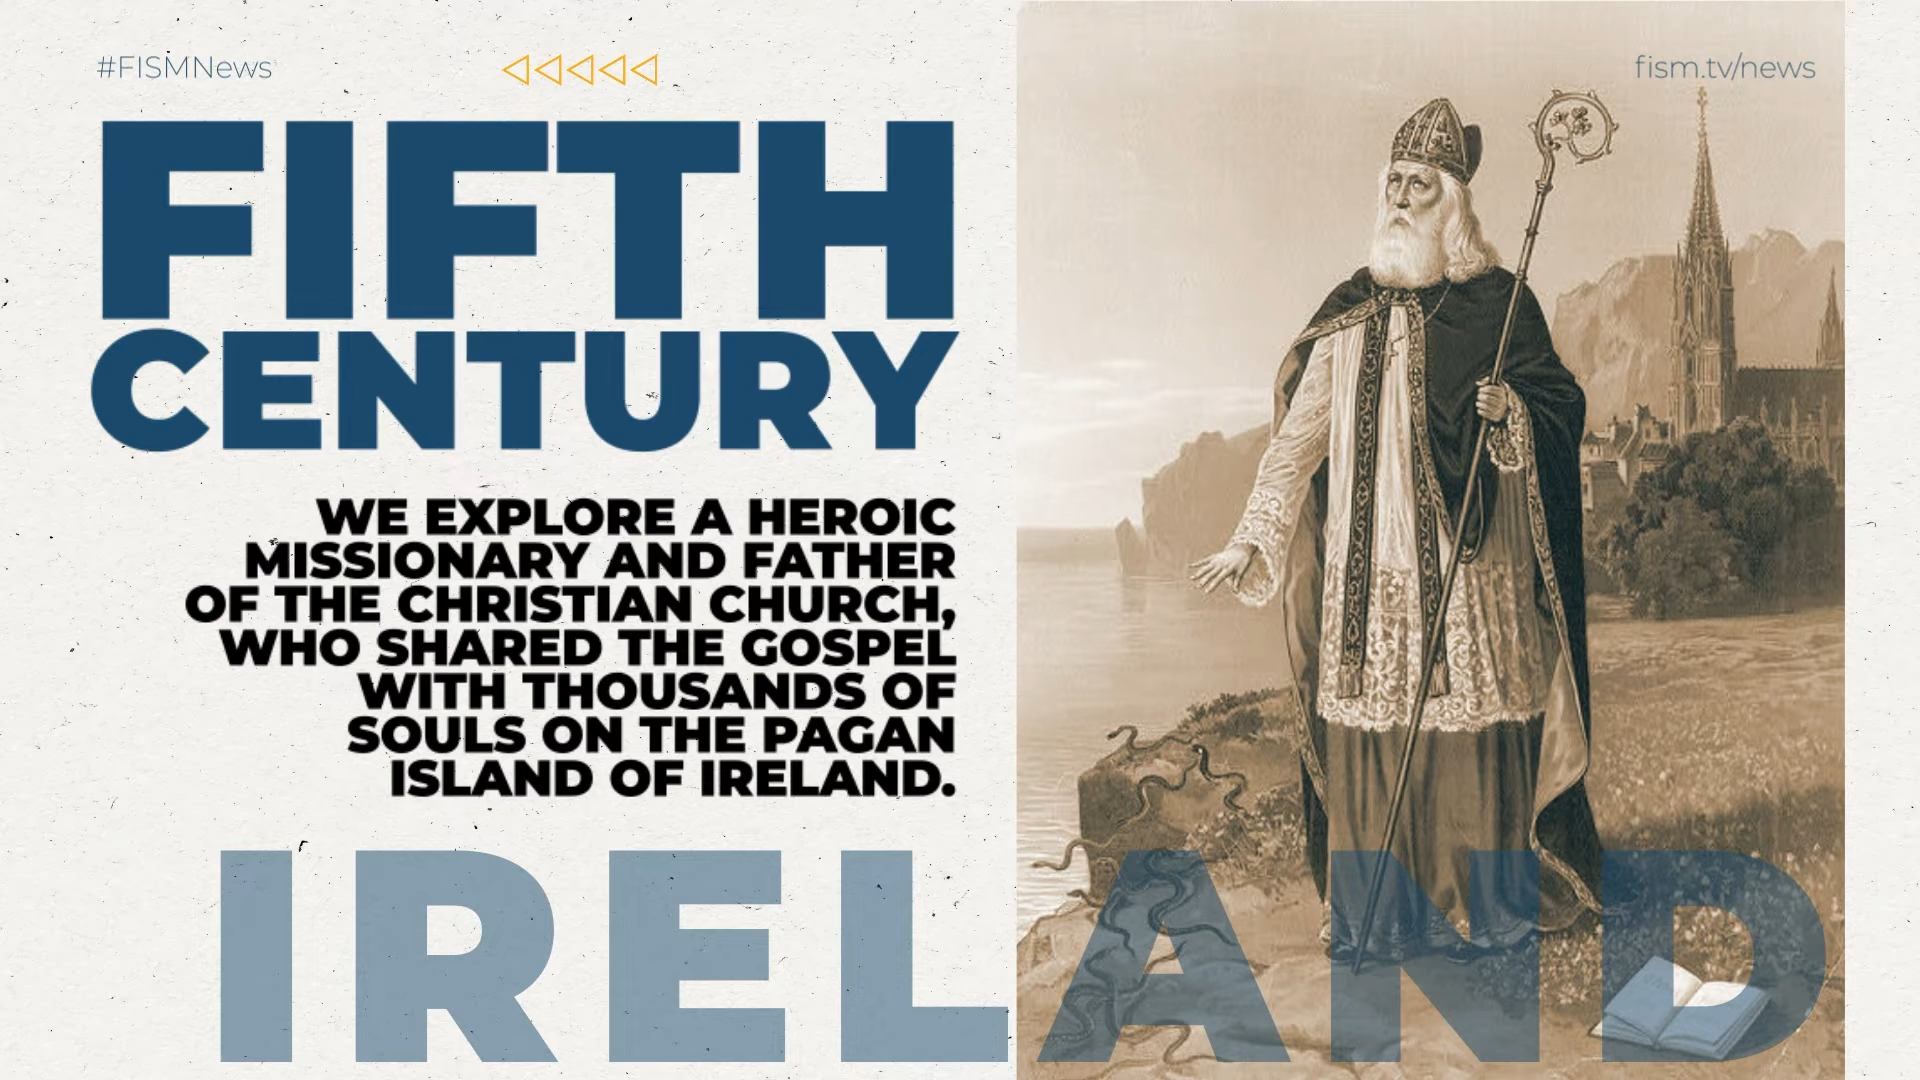 #FISMNews
fism.tv/news
FIFTH
CENTURY
WE EXPLORE A HEROIC
MISSIONARY AND FATHER
OF THE CHRISTIAN CHURCH,
WHO SHARED THE GOSPEL
WITH THOUSANDS OF
SOULS ON THE PAGAN
ISLAND OF IRELAND.
IRELAND